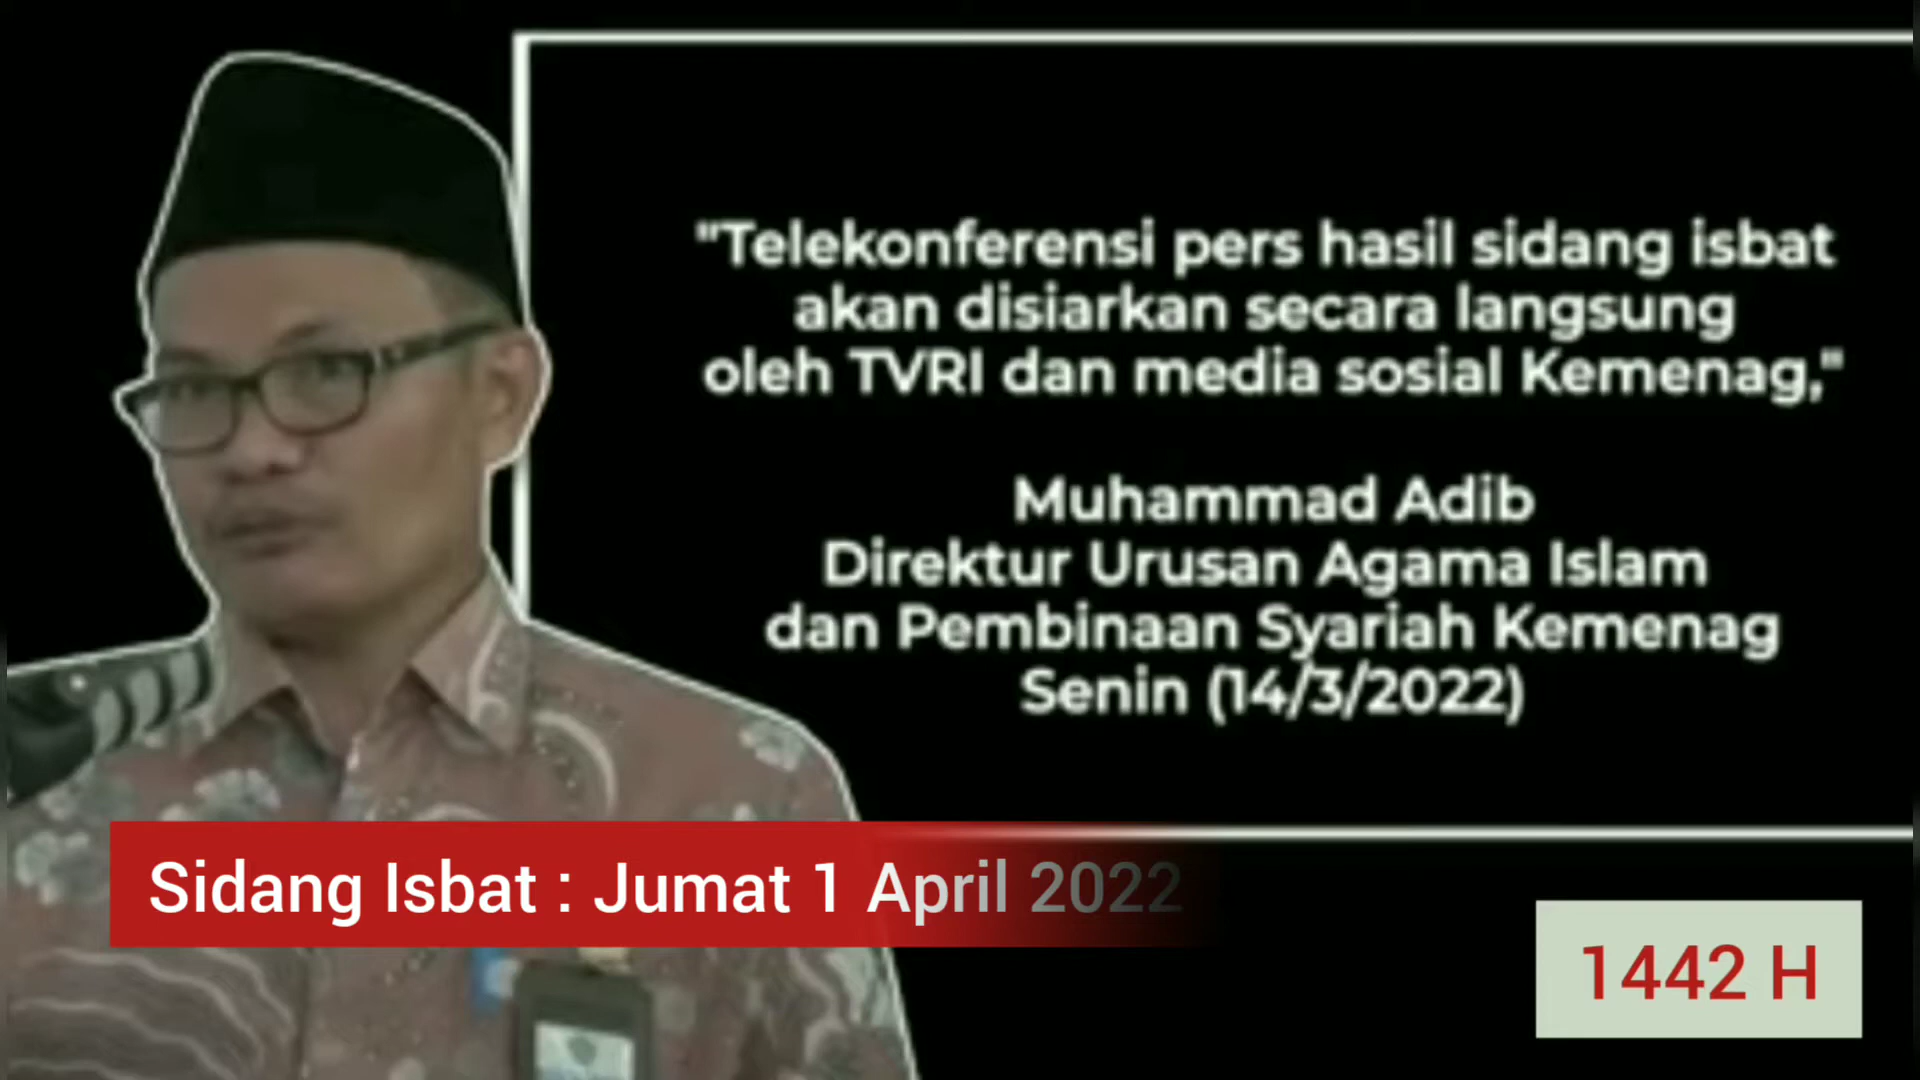 "Telekonferensi pers hasil sidang isbat
akan disiarkan secara langsung
oleh TVRI dan media sosial Kemenag,"
Muhammad Adib
Direktur Urusan Agama Islam
dan Pembinaan Syariah Kemenag
Senin (14/3/2022)
Sidang Isbat : Jumat 1 April 2022
1442 H